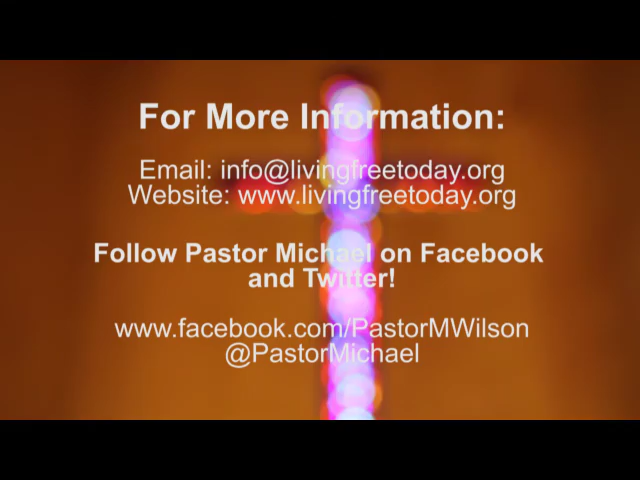 For More Information:
Email: info@livingfreetoday.org
Website: www.livingfreetoday.org
Follow Pastor Michael on Facebook
and Twitter!
www.facebook.com/PastorMWilson
@PastorMichael